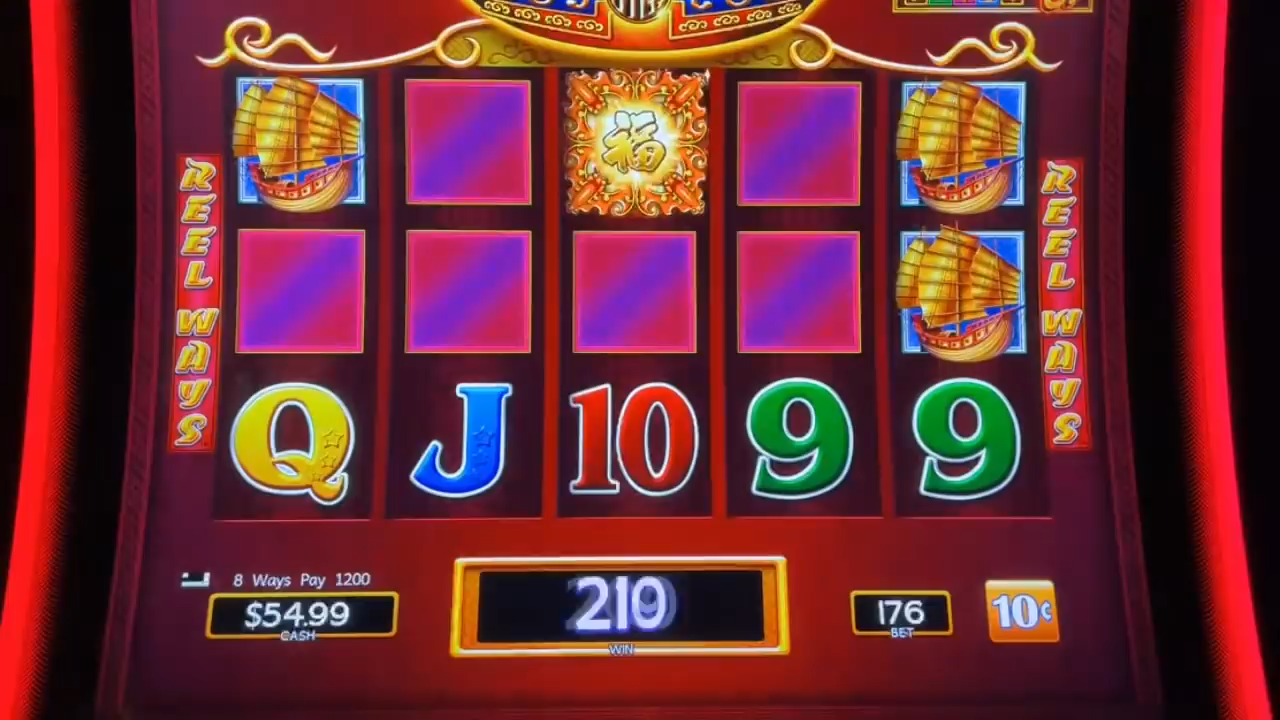 福
REEL WAYS
REEL WAYS
Q J 10 9 9
8 Ways Pay 1200
$54.99
CASH
210
WIN
176
BET
10¢